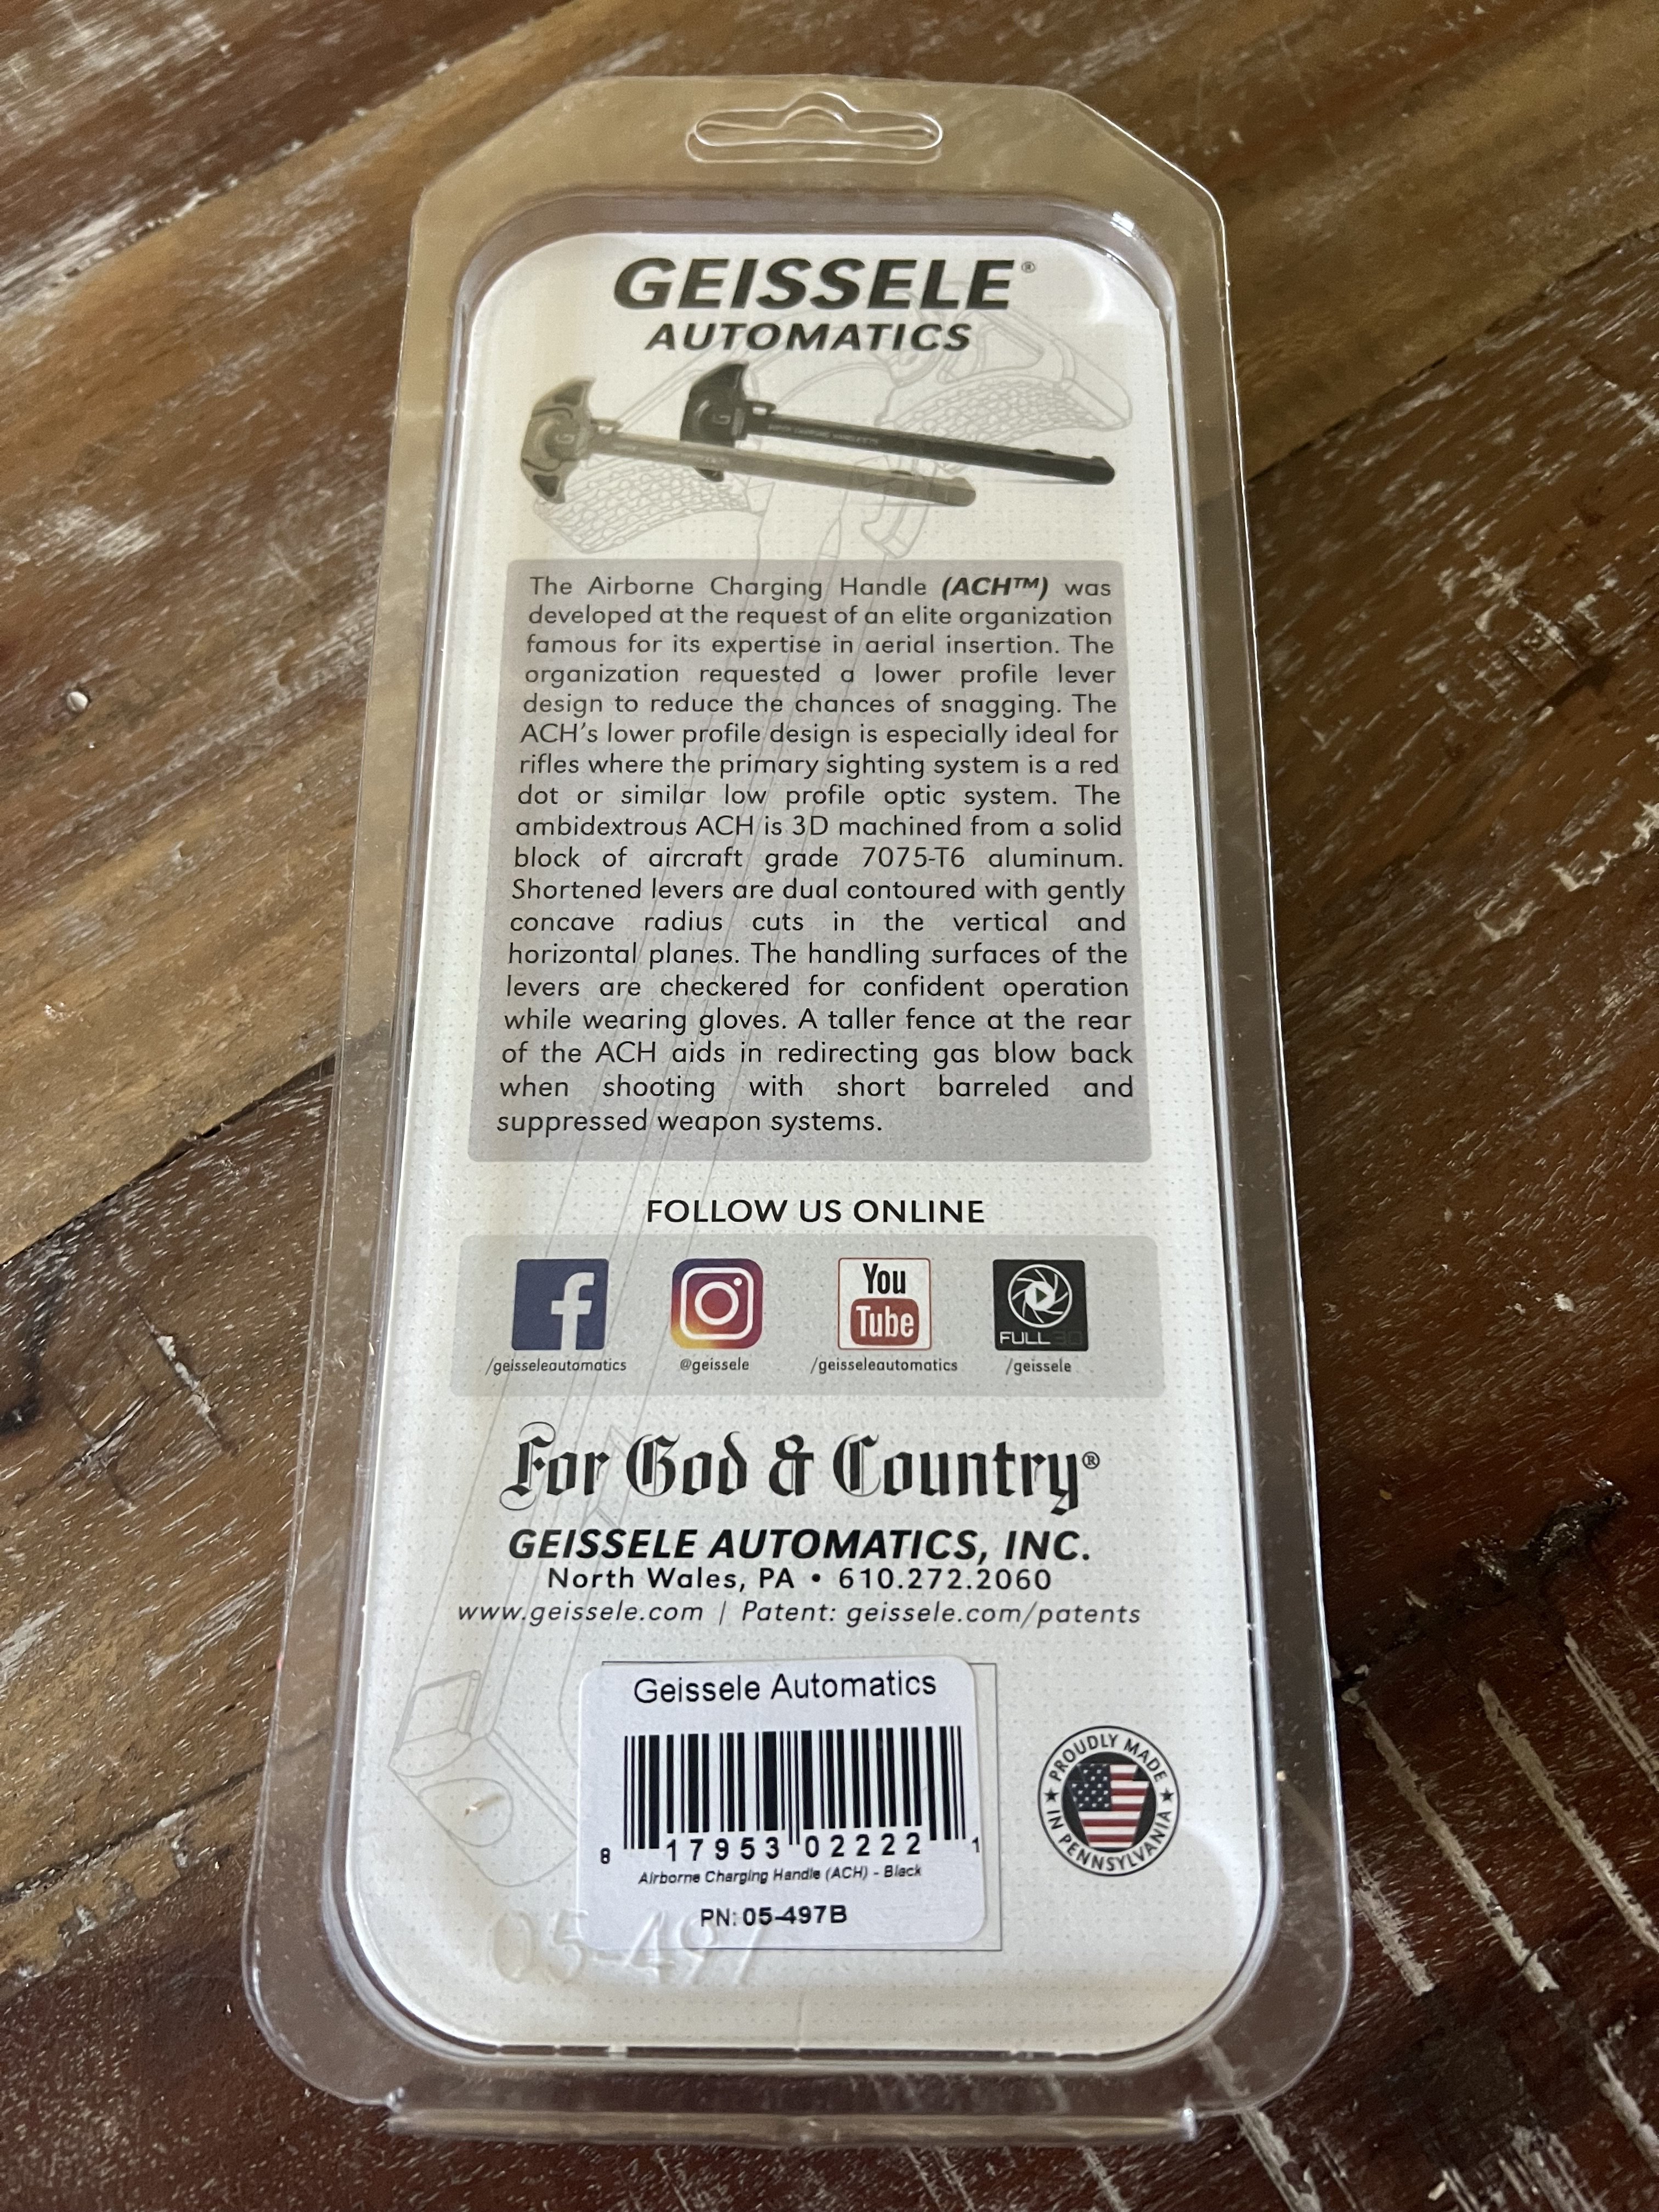 GEISSELE®
AUTOMATICS
The Airborne Charging Handle (ACH™) was
developed at the request of an elite organization
famous for its expertise in aerial insertion. The
organization requested a lower profile lever
design to reduce the chances of snagging. The
ACH's lower profile design is especially ideal for
rifles where the primary sighting system is a red
dot or similar low profile optic system. The
ambidextrous ACH is 3D machined from a solid
block of aircraft grade 7075-T6 aluminum.
Shortened levers are dual contoured with gently
concave radius cuts in the vertical and
horizontal planes. The handling surfaces of the
levers are checkered for confident operation
while wearing gloves. A taller fence at the rear
of the ACH aids in redirecting gas blow back
when shooting with short barreled and
suppressed weapon systems.
FOLLOW US ONLINE
f You Tube FULL30
/geisseleautomatics @geissele /geisseleautomatics /geissele
For God & Country®
GEISSELE AUTOMATICS, INC.
North Wales, PA • 610.272.2060
www.geissele.com | Patent: geissele.com/patents
Geissele Automatics
8 17953 02222 1
Airborne Charging Handle (ACH) - Black
PN: 05-497B
05-497
PROUDLY MADE
IN PENNSYLVANIA